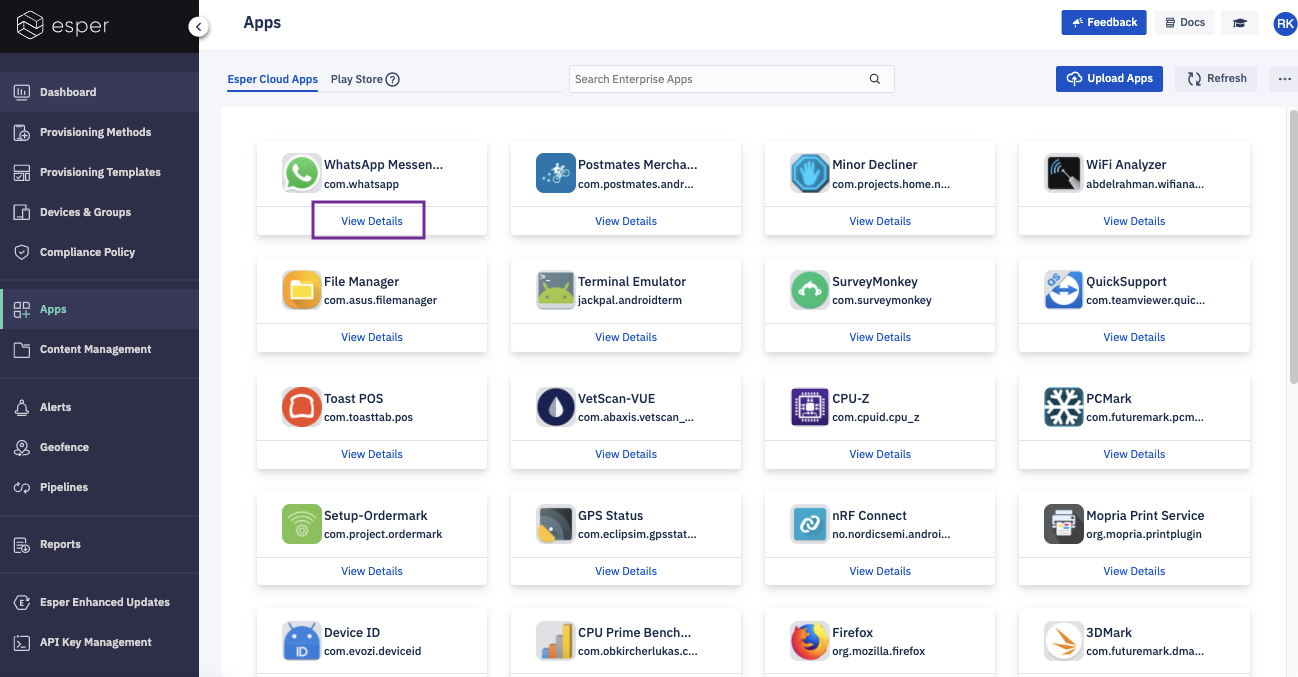 esper
Apps
Feedback
Docs
RK
Dashboard
Provisioning Methods
Provisioning Templates
Devices & Groups
Compliance Policy
Apps
Content Management
Alerts
Geofence
Pipelines
Reports
Esper Enhanced Updates
API Key Management
Esper Cloud Apps
Play Store ?
Search Enterprise Apps
Upload Apps
Refresh
...
WhatsApp Messen...
com.whatsapp
View Details
Postmates Mercha...
com.postmates.andr...
View Details
Minor Decliner
com.projects.home.n...
View Details
WiFi Analyzer
abdelrahman.wifiana...
View Details
File Manager
com.asus.filemanager
View Details
Terminal Emulator
jackpal.androidterm
View Details
SurveyMonkey
com.surveymonkey
View Details
QS
QuickSupport
com.teamviewer.quic...
View Details
Toast POS
com.toasttab.pos
View Details
VetScan-VUE
com.abaxis.vetscan_...
View Details
CPU-Z
com.cpuid.cpu_z
View Details
PCMark
com.futuremark.pcm...
View Details
Setup-Ordermark
com.project.ordermark
View Details
GPS Status
com.eclipsim.gpsstat...
View Details
nRF Connect
no.nordicsemi.androi...
View Details
Mopria Print Service
org.mopria.printplugin
View Details
ID
Device ID
com.evozi.deviceid
CPU Prime Bench...
com.obkircherlukas.c...
Firefox
org.mozilla.firefox
3DMark
com.futuremark.dma...